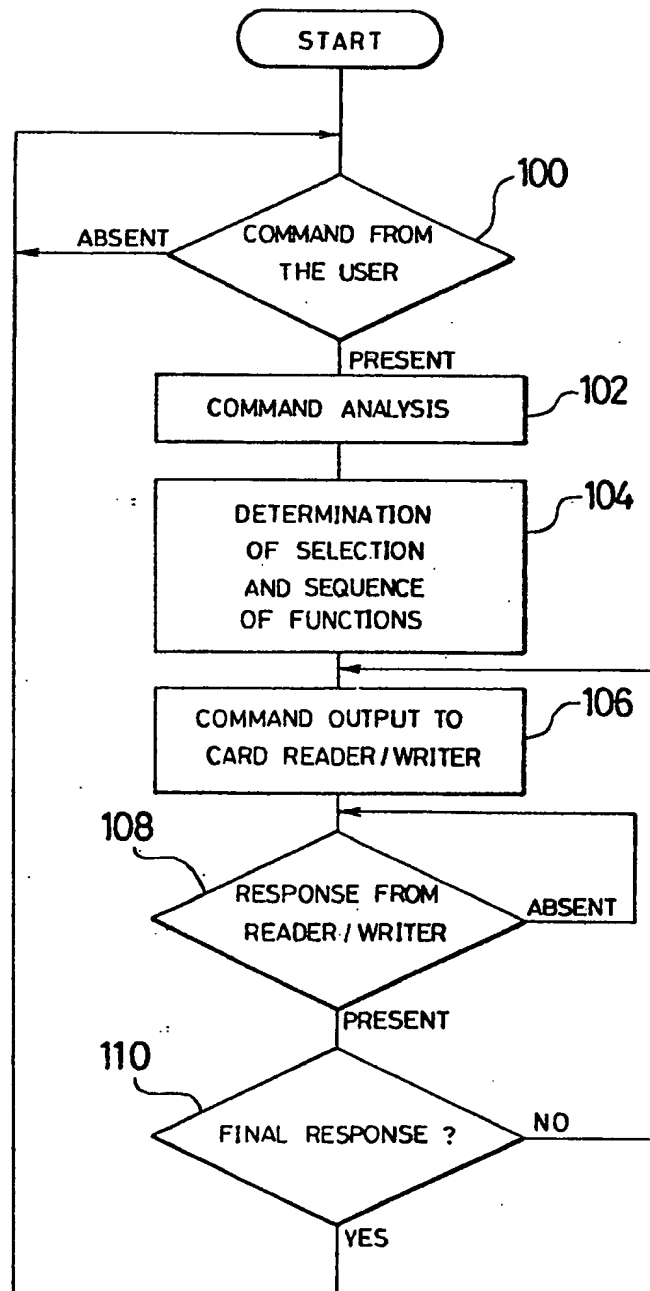 START
100
COMMAND FROM
THE USER
ABSENT
PRESENT
COMMAND ANALYSIS
102
DETERMINATION
OF SELECTION
AND SEQUENCE
OF FUNCTIONS
104
COMMAND OUTPUT TO
CARD READER/WRITER
106
108
RESPONSE FROM
READER/WRITER
ABSENT
PRESENT
110
FINAL RESPONSE ?
NO
YES